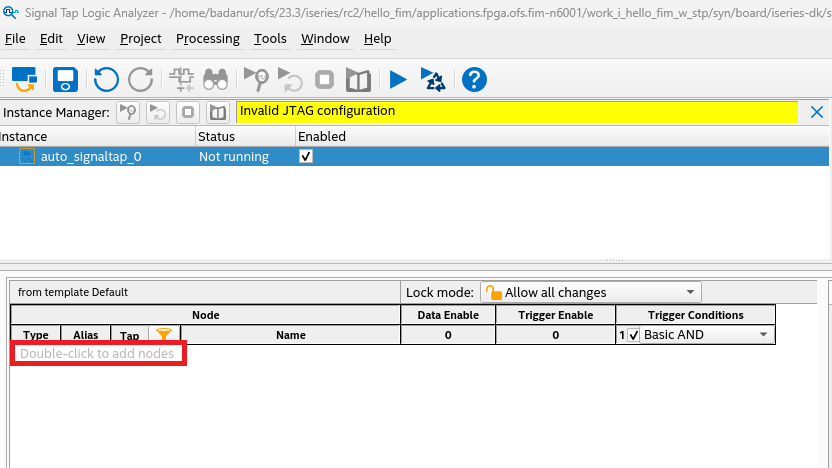 Signal Tap Logic Analyzer - /home/badanur/ofs/23.3/iseries/rc2/hello_fim/applications.fpga.ofs.fim-n6001/work_i_hello_fim_w_stp/syn/board/iseries-dk/s
File Edit View Project Processing Tools Window Help
Instance Manager: Invalid JTAG configuration
Instance Status Enabled
auto_signaltap_0 Not running
from template Default Lock mode: Allow all changes
Node Data Enable Trigger Enable Trigger Conditions
Type Alias Tap Name 0 0 1 Basic AND
Double-click to add nodes